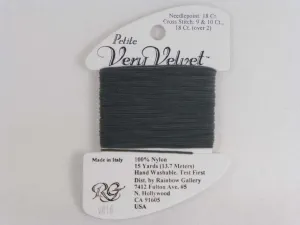 Needlepoint: 18 Ct.
Cross Stitch: 9 & 10 Ct.,
18 Ct. (over 2)
Petite
Very Velvet™
Made in Italy
100% Nylon
15 Yards (13.7 Meters)
Hand Washable, Test First
Dist. by Rainbow Gallery
7412 Fulton Ave, #5
N. Hollywood
CA 91605
USA
RG